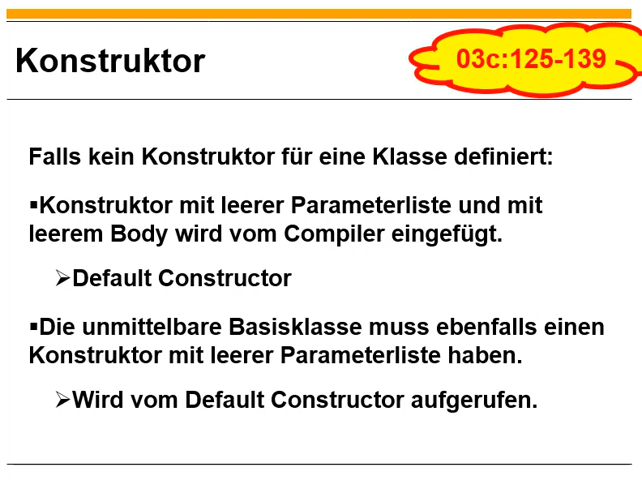 Konstruktor
03c:125-139
Falls kein Konstruktor für eine Klasse definiert:
▪Konstruktor mit leerer Parameterliste und mit
leerem Body wird vom Compiler eingefügt.
➢Default Constructor
▪Die unmittelbare Basisklasse muss ebenfalls einen
Konstruktor mit leerer Parameterliste haben.
➢Wird vom Default Constructor aufgerufen.